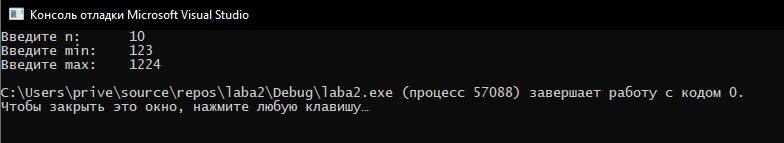 Консоль отладки Microsoft Visual Studio
Введите n: 10
Введите min: 123
Введите max: 1224
C:\Users\prive\source\repos\laba2\Debug\laba2.exe (процесс 57088) завершает работу с кодом 0.
Чтобы закрыть это окно, нажмите любую клавишу…